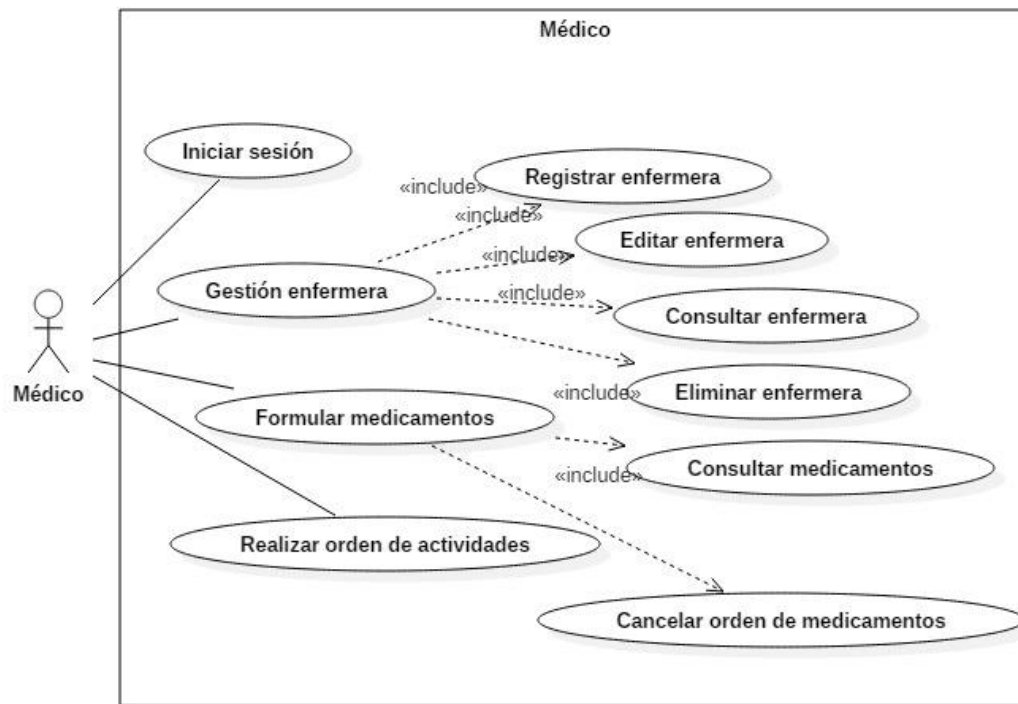 Médico
Iniciar sesión
Registrar enfermera
«include»
«include»
Editar enfermera
«include»
Gestión enfermera
«include»
Consultar enfermera
Médico
Eliminar enfermera
«include»
Formular medicamentos
Consultar medicamentos
«include»
Realizar orden de actividades
Cancelar orden de medicamentos